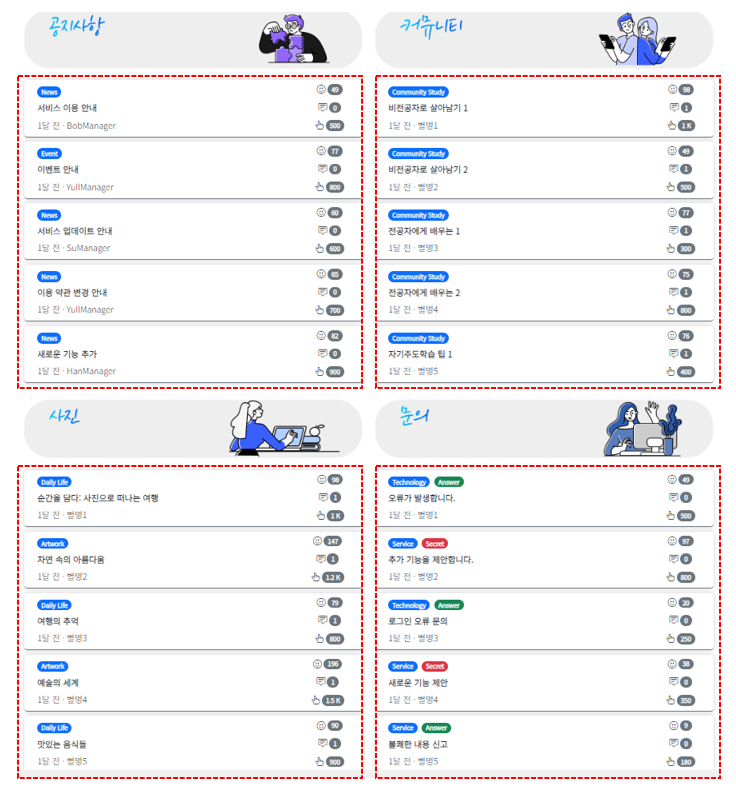 공지사항
News 49
서비스 이용 안내 0
1달 전 · BobManager 500
Event 77
이벤트 안내 0
1달 전 · YullManager 800
News 60
서비스 업데이트 안내 0
1달 전 · SuManager 600
News 65
이용 약관 변경 안내 0
1달 전 · YullManager 700
News 82
새로운 기능 추가 0
1달 전 · HanManager 900
커뮤니티
Community Study 98
비전공자로 살아남기 1 1
1달 전 · 별명1 1 K
Community Study 49
비전공자로 살아남기 2 1
1달 전 · 별명2 500
Community Study 77
전공자에게 배우는 1 1
1달 전 · 별명3 300
Community Study 75
전공자에게 배우는 2 1
1달 전 · 별명4 800
Community Study 76
자기주도학습 팁 1 1
1달 전 · 별명5 400
사진
Daily Life 98
순간을 담다: 사진으로 떠나는 여행 1
1달 전 · 별명1 1 K
Artwork 147
자연 속의 아름다움 1
1달 전 · 별명2 1.2 K
Daily Life 79
여행의 추억 1
1달 전 · 별명3 800
Artwork 196
예술의 세계 1
1달 전 · 별명4 1.5 K
Daily Life 90
맛있는 음식들 1
1달 전 · 별명5 900
문의
Technology Answer 49
오류가 발생합니다. 0
1달 전 · 별명1 500
Service Secret 97
추가 기능을 제안합니다. 0
1달 전 · 별명2 800
Technology Answer 20
로그인 오류 문의 0
1달 전 · 별명3 250
Service Secret 38
새로운 기능 제안 0
1달 전 · 별명4 350
Service Answer 9
불쾌한 내용 신고 0
1달 전 · 별명5 180